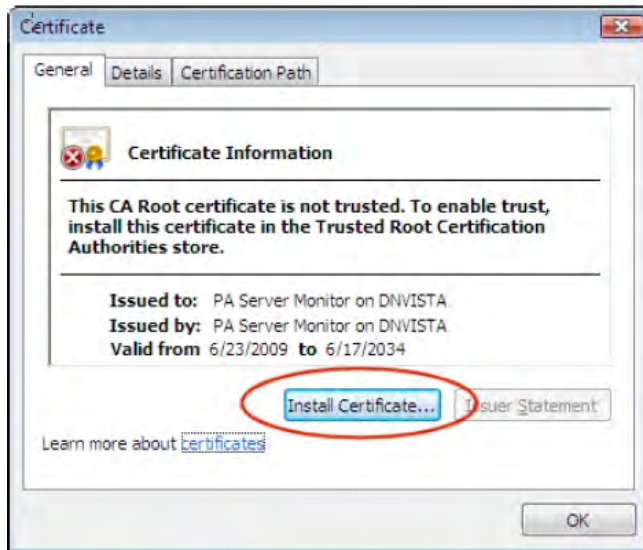 Certificate
General Details Certification Path
Certificate Information
This CA Root certificate is not trusted. To enable trust,
install this certificate in the Trusted Root Certification
Authorities store.
Issued to: PA Server Monitor on DNVISTA
Issued by: PA Server Monitor on DNVISTA
Valid from 6/23/2009 to 6/17/2034
Install Certificate... Issuer Statement
Learn more about certificates
OK